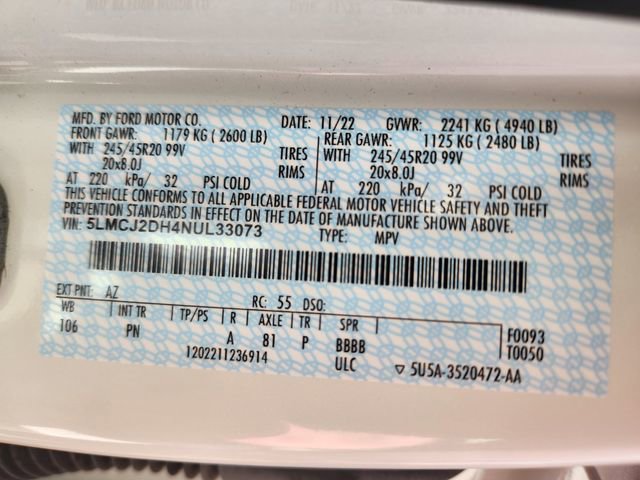 MFD. BY FORD MOTOR CO. DATE: 11/22 GVWR: 2241 KG ( 4940 LB)
FRONT GAWR: 1179 KG ( 2600 LB) REAR GAWR: 1125 KG ( 2480 LB)
WITH 245/45R20 99V TIRES WITH 245/45R20 99V TIRES
20x8.0J RIMS 20x8.0J RIMS
AT 220 kPa/ 32 PSI COLD AT 220 kPa/ 32 PSI COLD
THIS VEHICLE CONFORMS TO ALL APPLICABLE FEDERAL MOTOR VEHICLE SAFETY AND THEFT
PREVENTION STANDARDS IN EFFECT ON THE DATE OF MANUFACTURE SHOWN ABOVE.
VIN: 5LMCJ2DH4NUL33073 TYPE: MPV
EXT PNT: AZ RC: 55 DSO:
WB INT TR TP/PS R AXLE TR SPR F0093
106 PN A 81 P BBBB T0050
1202211236914 ULC ▽ 5U5A-3520472-AA